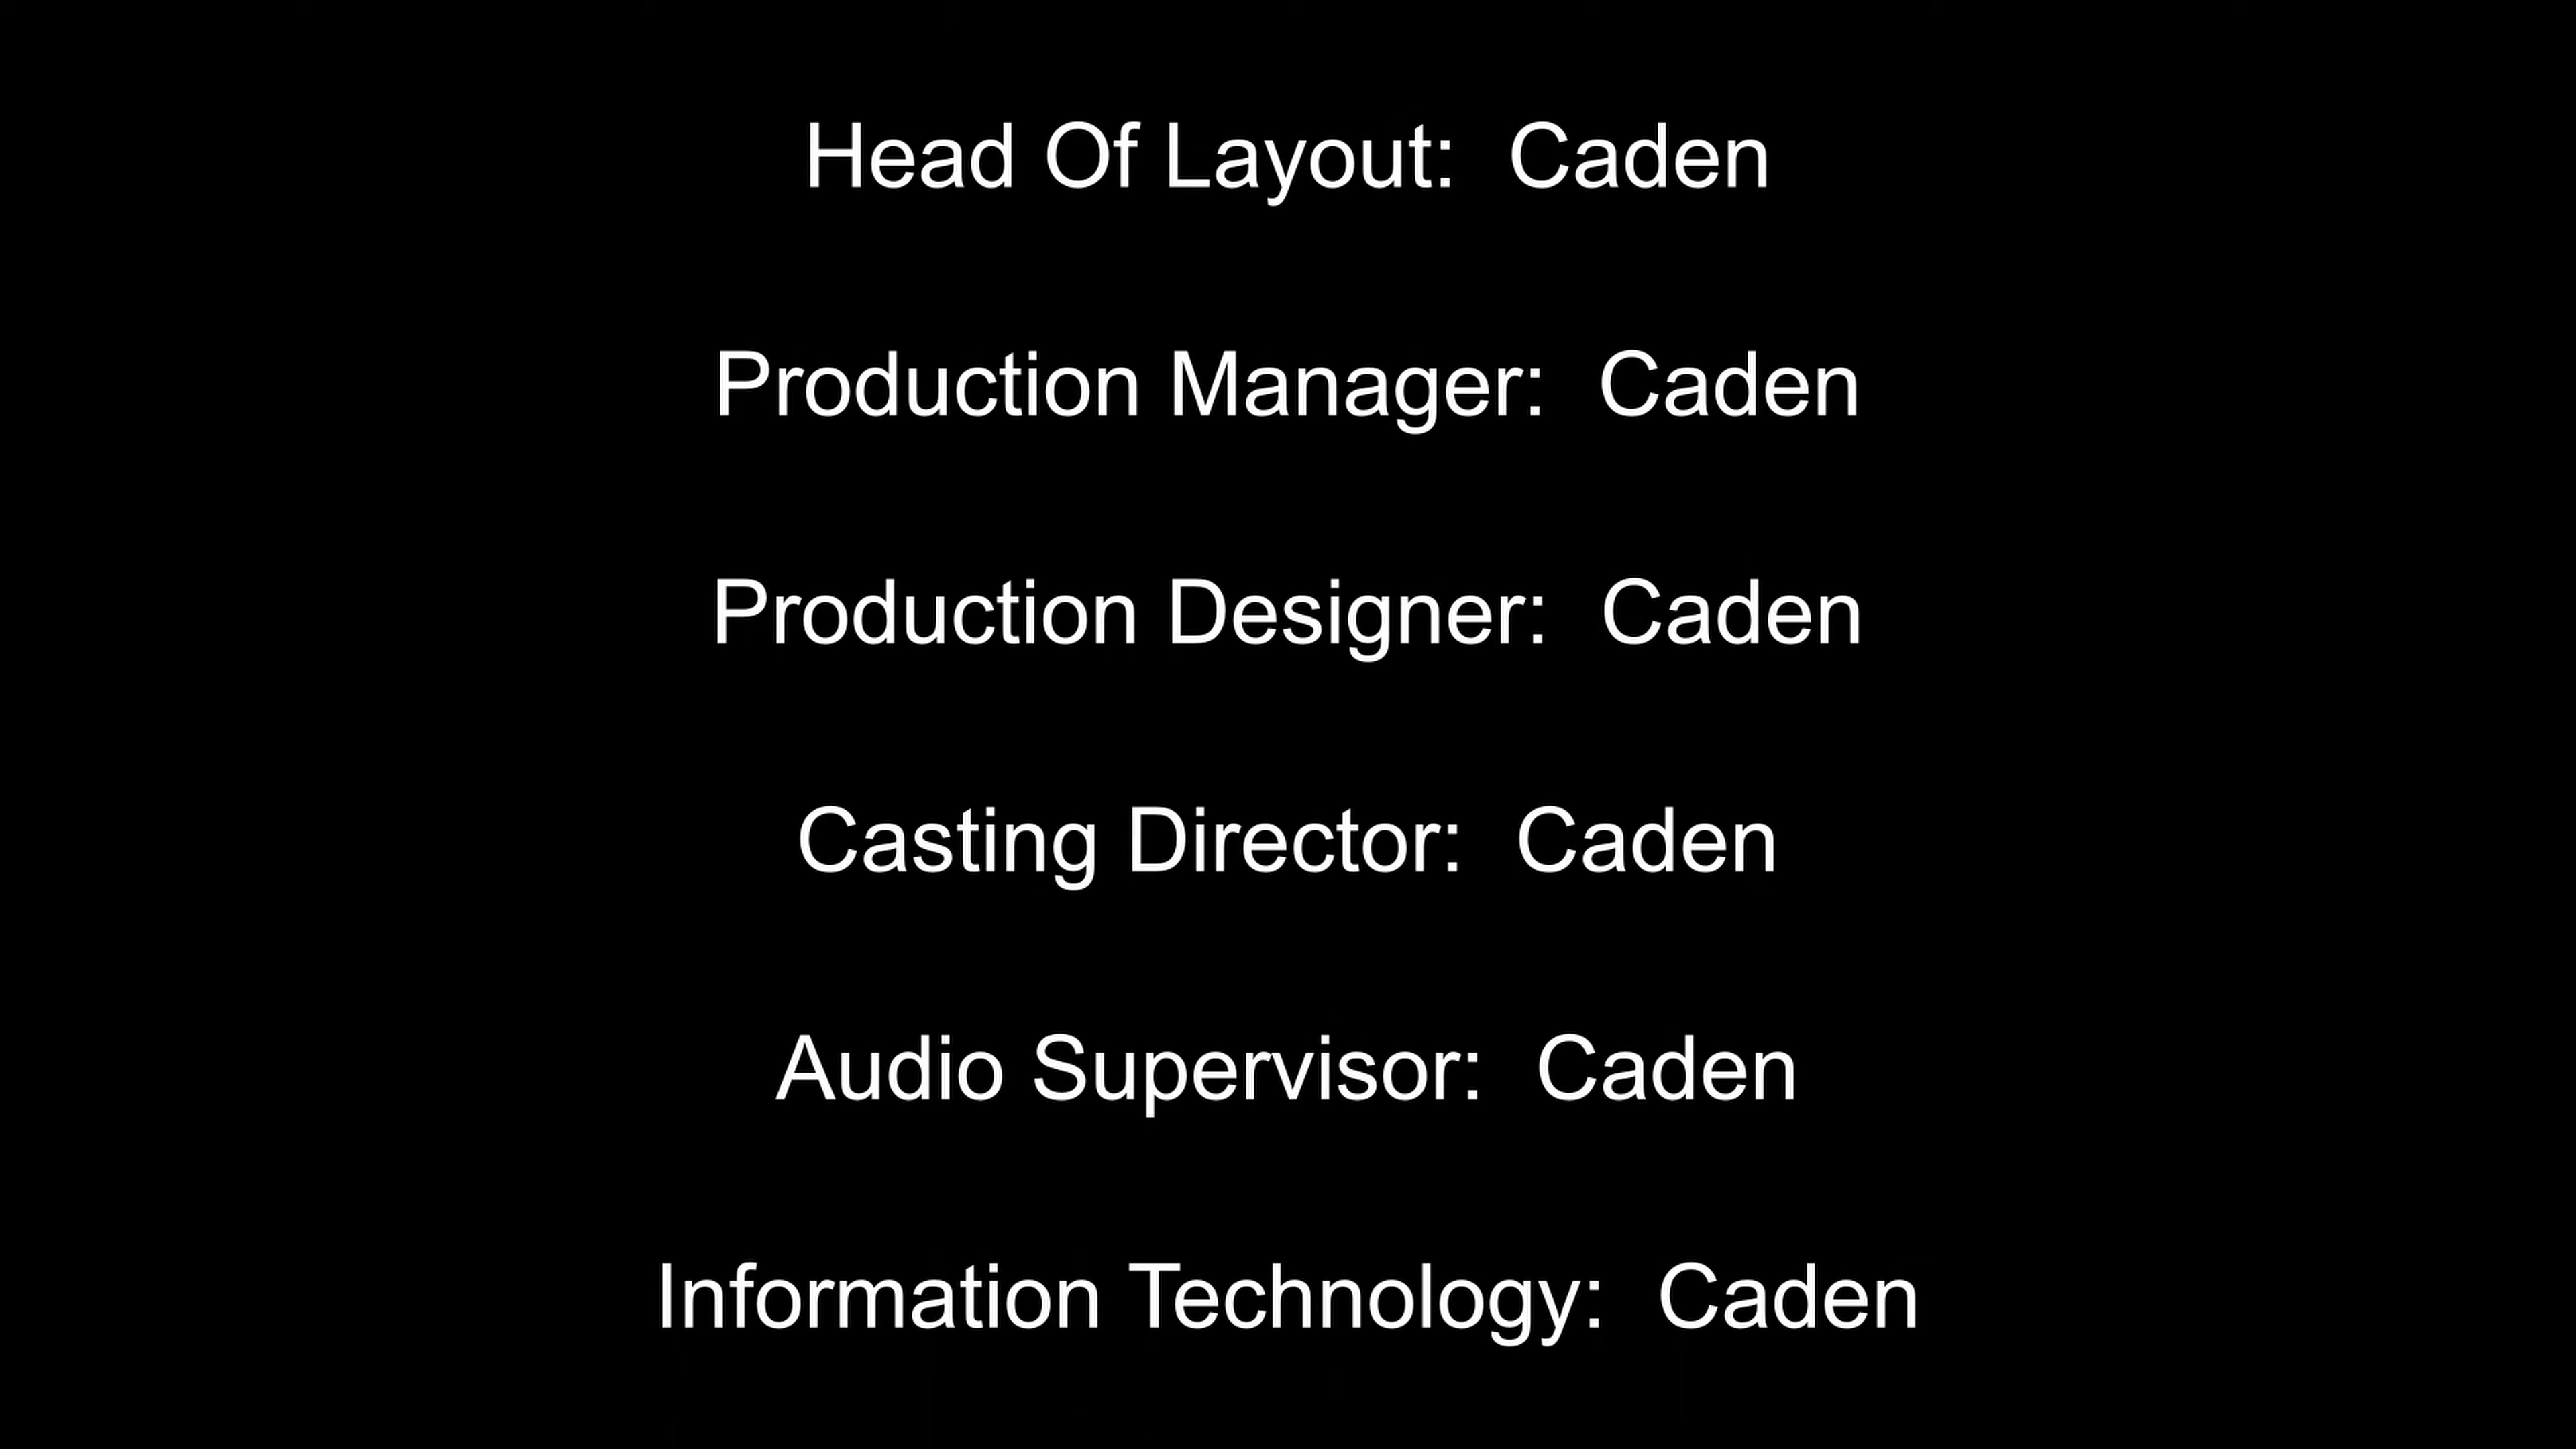 Head Of Layout:  Caden
Production Manager:  Caden
Production Designer:  Caden
Casting Director:  Caden
Audio Supervisor:  Caden
Information Technology:  Caden